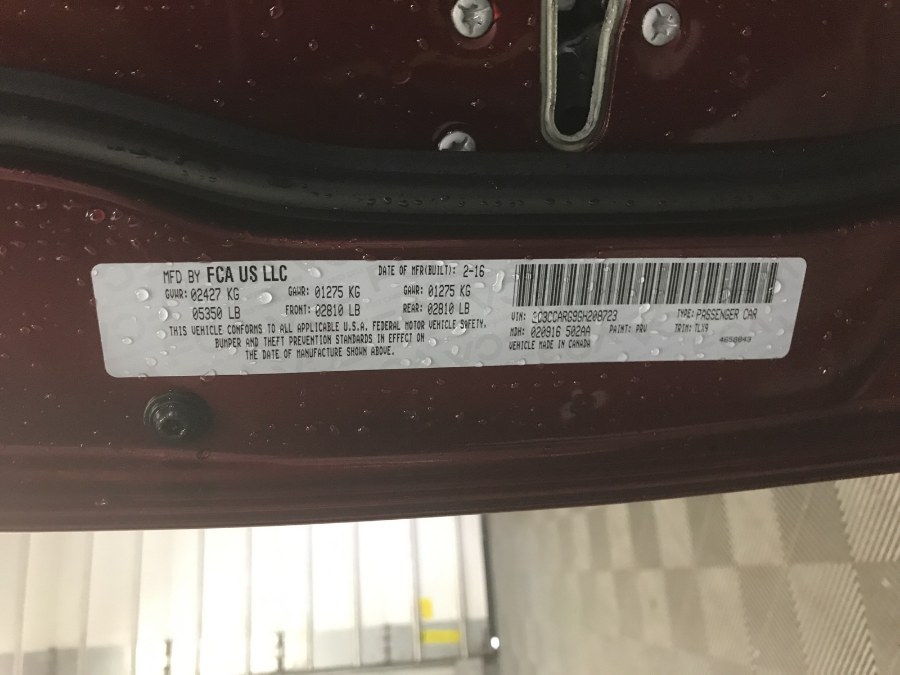 MFD BY FCA US LLC DATE OF MFR(BUILT): 2-16
GVWR: 02427 KG GAWR: 01275 KG GAWR: 01275 KG
05350 LB FRONT: 02810 LB REAR: 02810 LB
THIS VEHICLE CONFORMS TO ALL APPLICABLE U.S.A. FEDERAL MOTOR VEHICLE SAFETY,
BUMPER AND THEFT PREVENTION STANDARDS IN EFFECT ON
THE DATE OF MANUFACTURE SHOWN ABOVE.
VIN: 2C3CCARG9GH208723 TYPE: PASSENGER CAR
MDH: 020916 502AA PAINT: PRV TRIM: TLX9
VEHICLE MADE IN CANADA 4658843